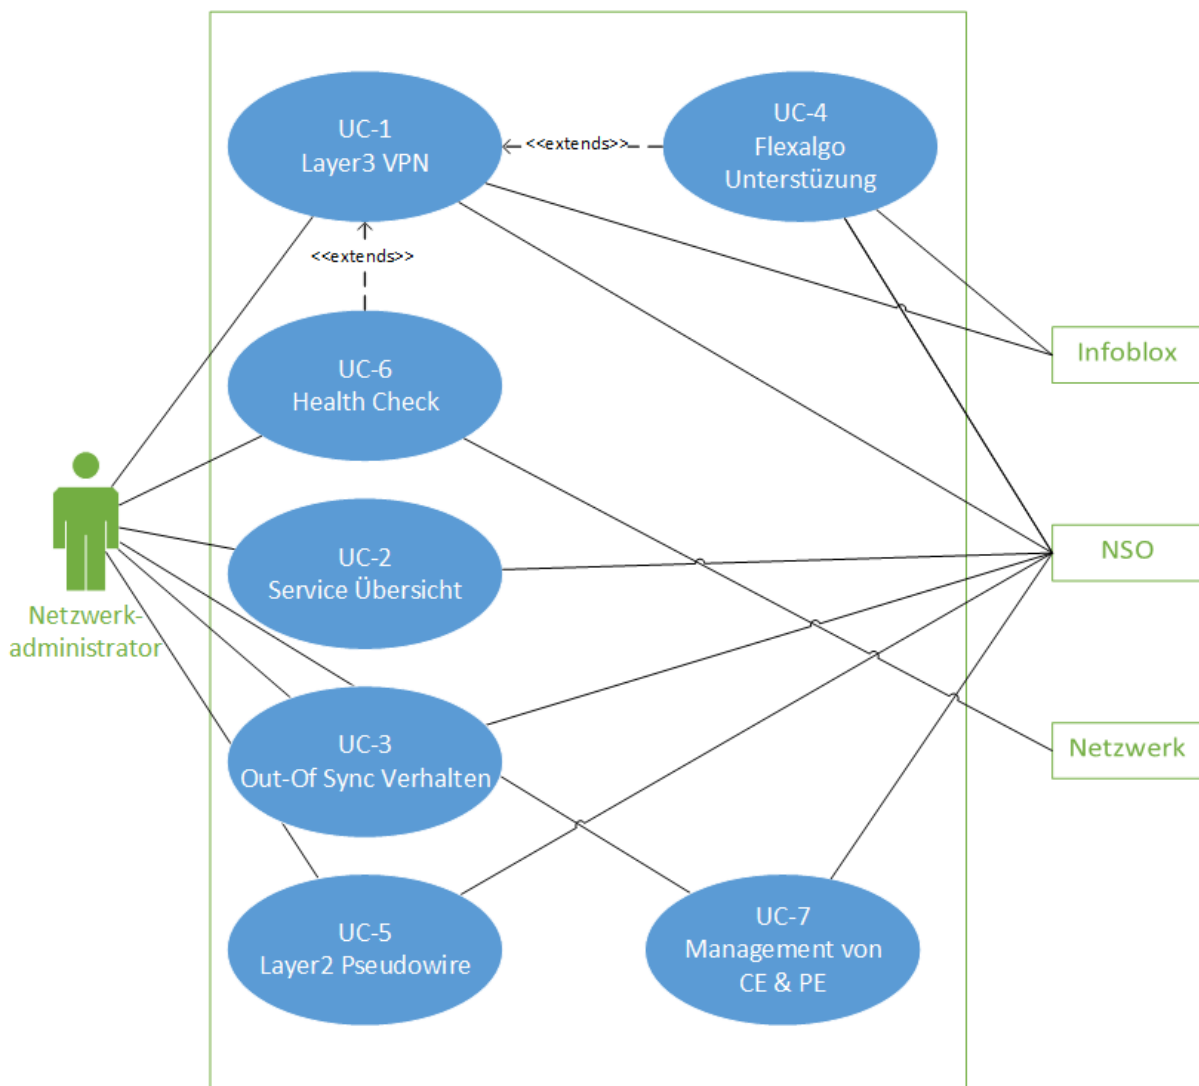 UC-1
Layer3 VPN
<<extends>>
UC-4
Flexalgo
Unterstüzung
<<extends>>
UC-6
Health Check
Infoblox
UC-2
Service Übersicht
NSO
Netzwerk-
administrator
UC-3
Out-Of Sync Verhalten
Netzwerk
UC-5
Layer2 Pseudowire
UC-7
Management von
CE & PE